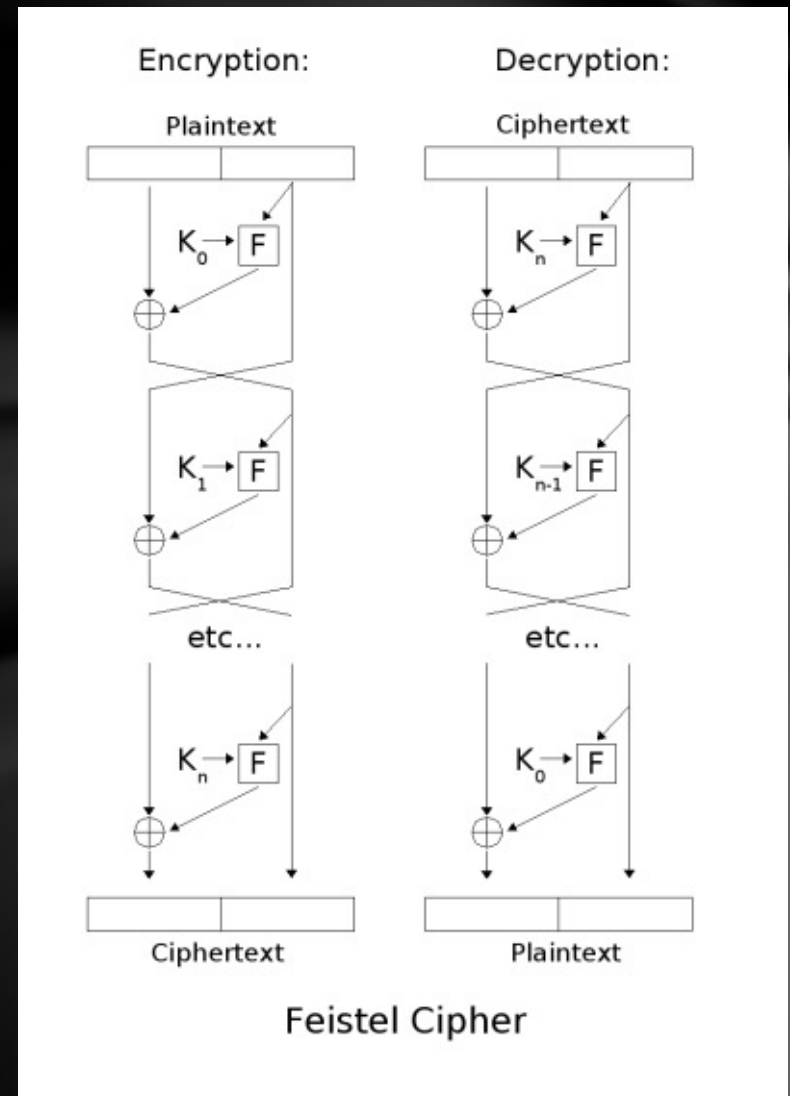 Encryption:
Decryption:
Plaintext
Ciphertext
K0
F
Kn
F
K1
F
Kn-1
F
etc...
etc...
Kn
F
K0
F
Ciphertext
Plaintext
Feistel Cipher